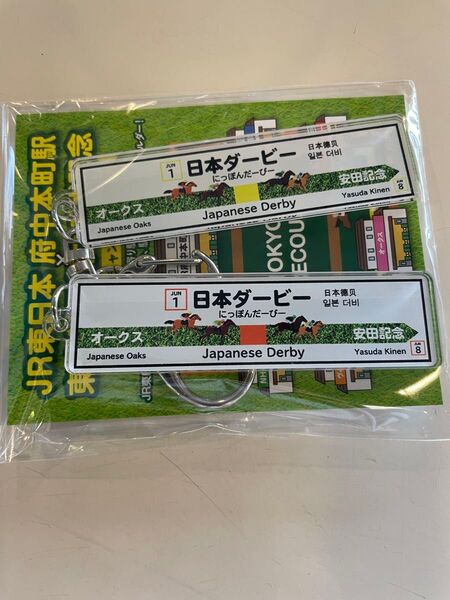 JR東日本 府中本町駅
JUN
1
日本ダービー
にっぽんだーびー
日本德贝
일본 더비
オークス
安田記念
Japanese Oaks
Japanese Derby
Yasuda Kinen
8
JUN
1
日本ダービー
にっぽんだーびー
日本德贝
일본 더비
オークス
安田記念
Japanese Oaks
Japanese Derby
Yasuda Kinen
JUN
8